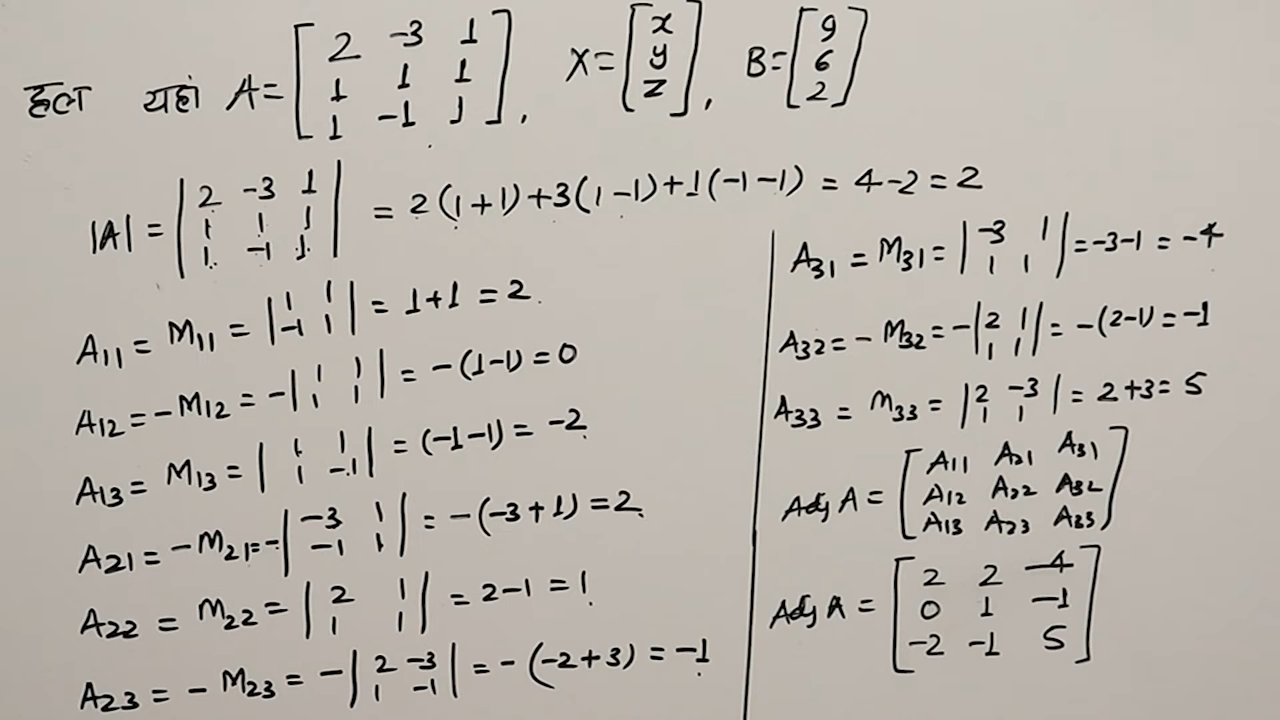 हल यहां A = [2 -3 1; 1 1 1; 1 -1 1], X = [x; y; z], B = [9; 6; 2]
|A| = |2 -3 1; 1 1 1; 1 -1 1| = 2(1+1)+3(1-1)+1(-1-1) = 4-2 = 2
A11 = M11 = |1 1; -1 1| = 1+1 = 2
A12 = -M12 = -|1 1; 1 1| = -(1-1) = 0
A13 = M13 = |1 1; 1 -1| = (-1-1) = -2
A21 = -M21 = -|-3 1; -1 1| = -(-3+1) = 2
A22 = M22 = |2 1; 1 1| = 2-1 = 1
A23 = -M23 = -|2 -3; 1 -1| = -(-2+3) = -1
A31 = M31 = |-3 1; 1 1| = -3-1 = -4
A32 = -M32 = -|2 1; 1 1| = -(2-1) = -1
A33 = M33 = |2 -3; 1 1| = 2+3 = 5
Adj A = [A11 A21 A31; A12 A22 A32; A13 A23 A33]
Adj A = [2 2 -4; 0 1 -1; -2 -1 5]